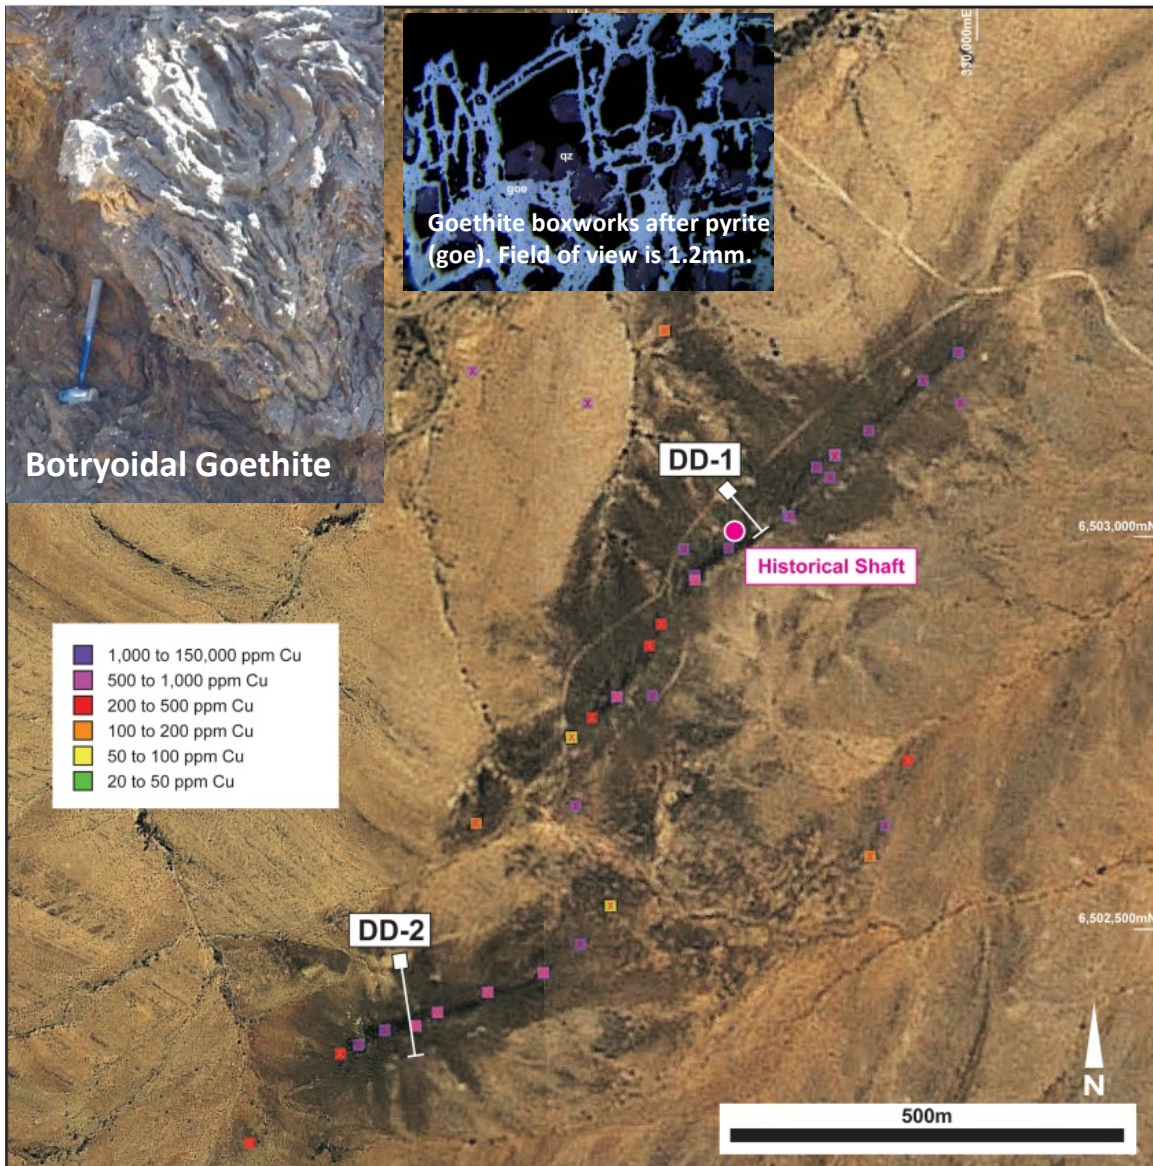 330,000mE
qz
goe
Goethite boxworks after pyrite
(goe). Field of view is 1.2mm.
Botryoidal Goethite
DD-1
6,503,000mN
Historical Shaft
1,000 to 150,000 ppm Cu
500 to 1,000 ppm Cu
200 to 500 ppm Cu
100 to 200 ppm Cu
50 to 100 ppm Cu
20 to 50 ppm Cu
6,502,500mN
DD-2
N
500m